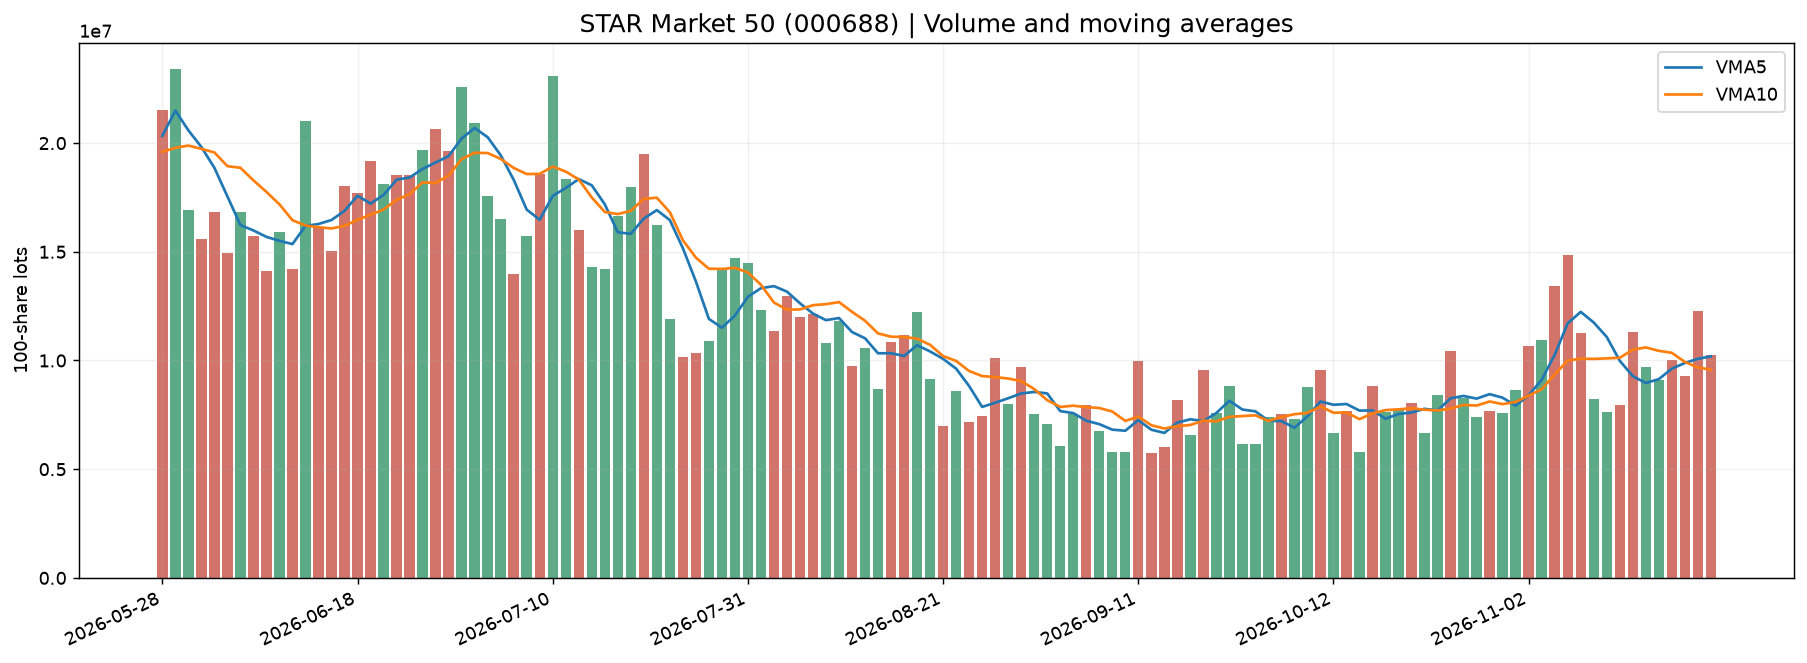 STAR Market 50 (000688) | Volume and moving averages
1e7
VMA5
VMA10
100-share lots
2.0
1.5
1.0
0.5
0.0
2026-05-28
2026-06-18
2026-07-10
2026-07-31
2026-08-21
2026-09-11
2026-10-12
2026-11-02